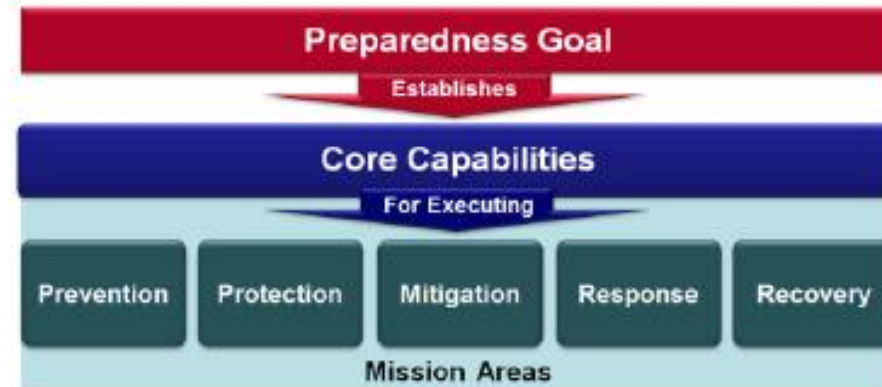 Preparedness Goal
Establishes
Core Capabilities
For Executing
Prevention Protection Mitigation Response Recovery
Mission Areas